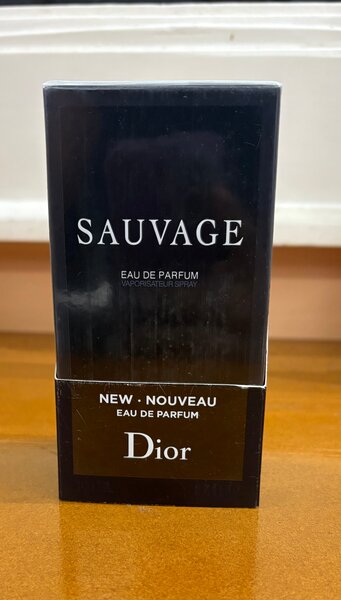 SAUVAGE
EAU DE PARFUM
VAPORISATEUR SPRAY
NEW · NOUVEAU
EAU DE PARFUM
Dior